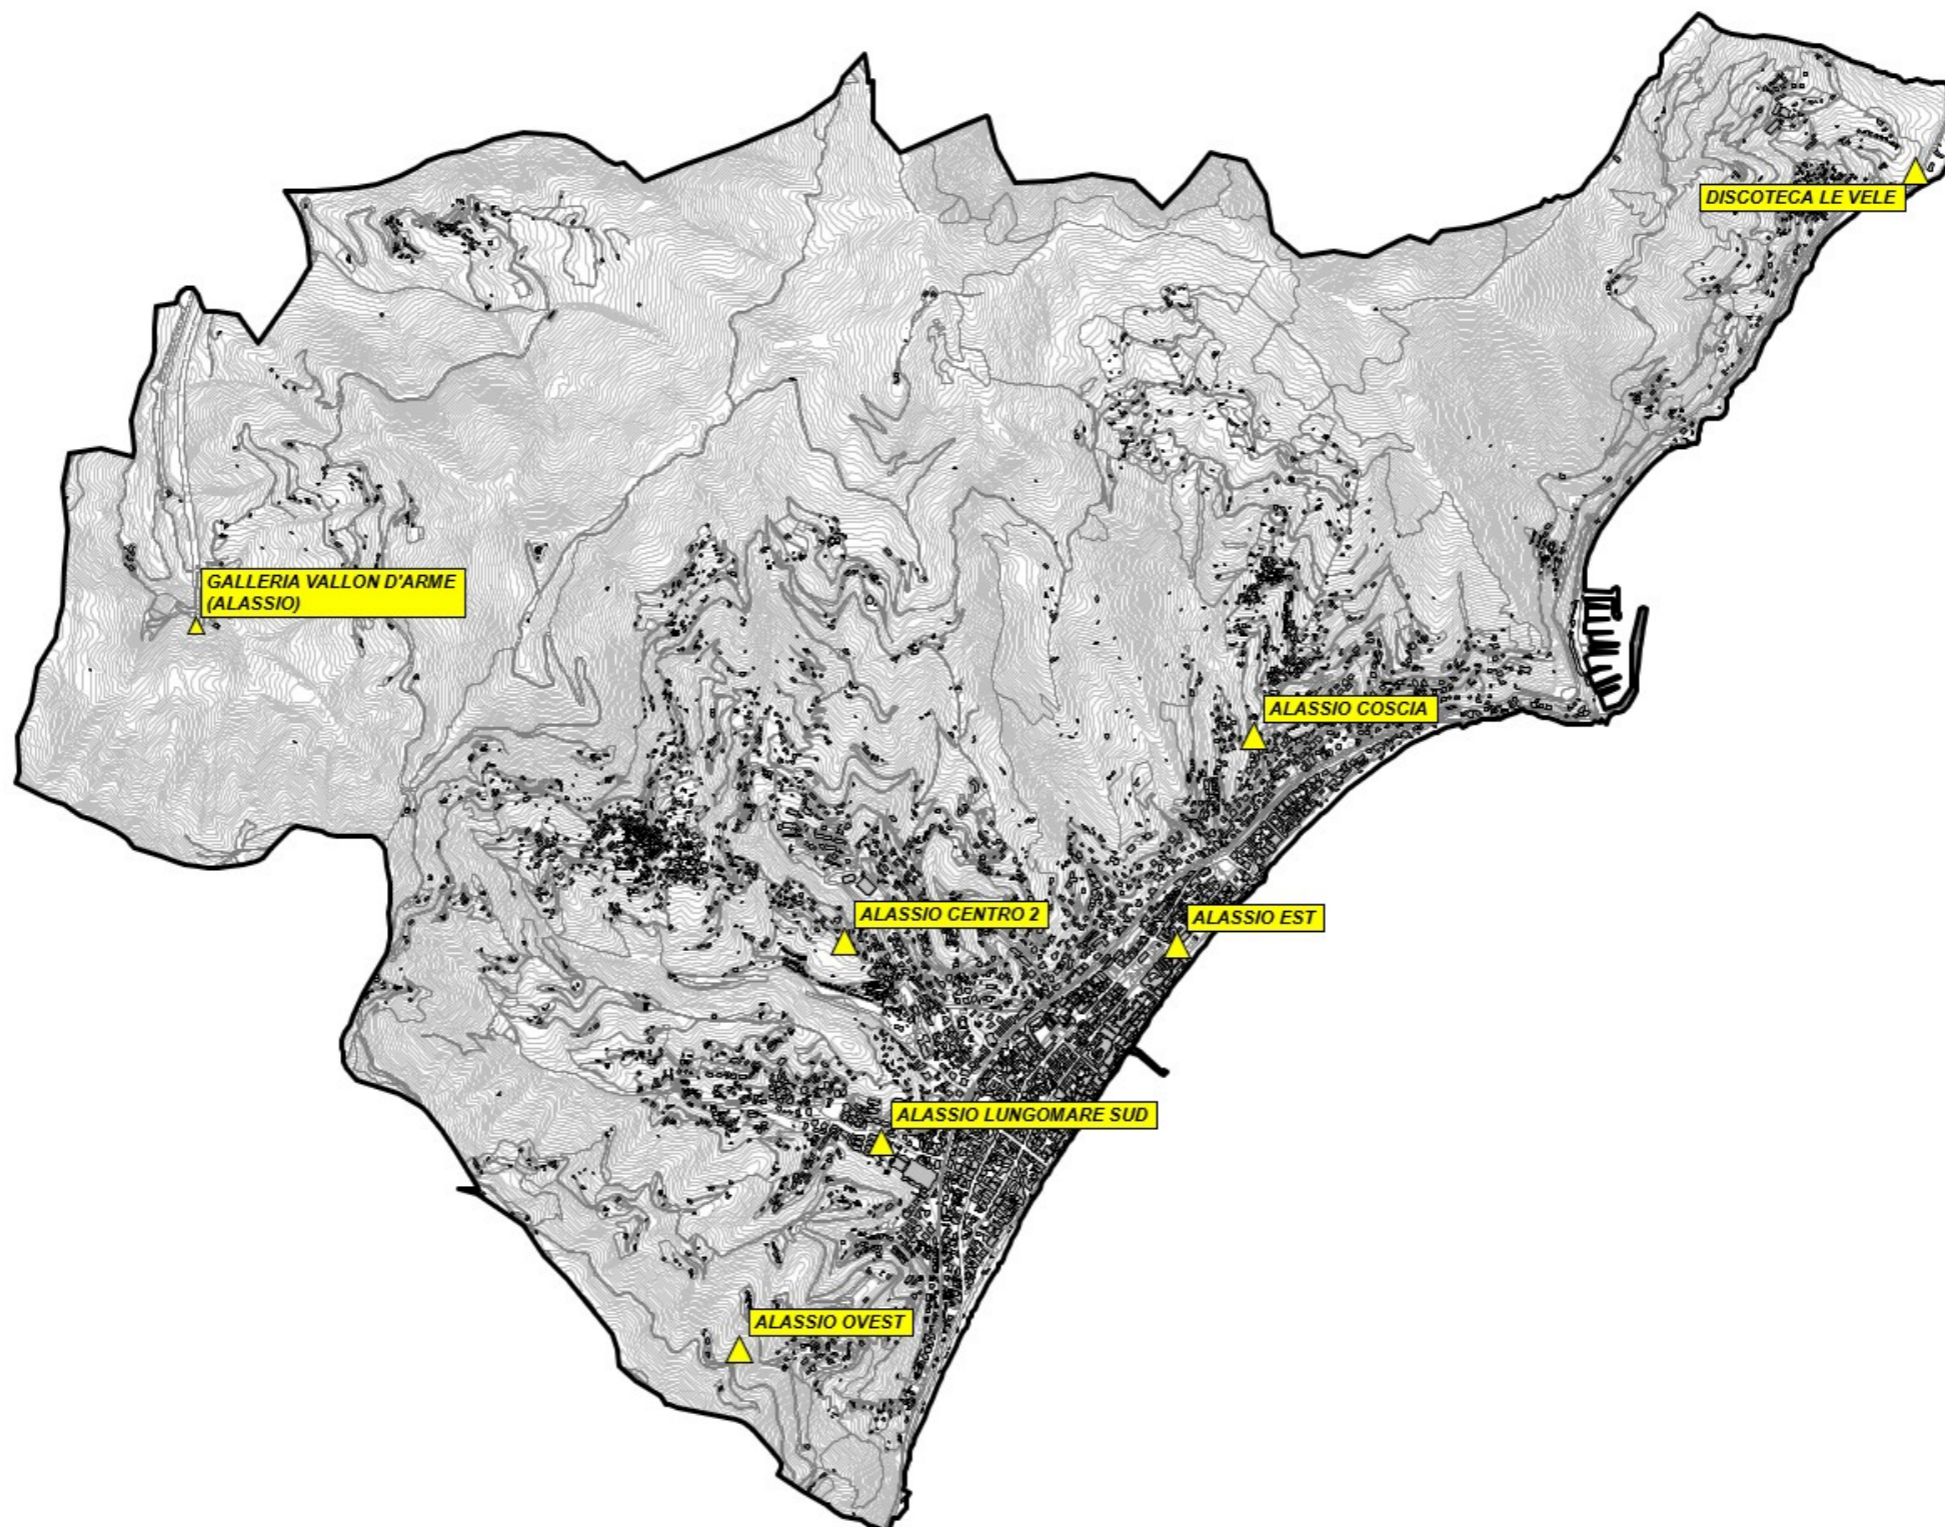 DISCOTECA LE VELE
GALLERIA VALLON D'ARME
(ALASSIO)
ALASSIO COSCIA
ALASSIO CENTRO 2
ALASSIO EST
ALASSIO LUNGOMARE SUD
ALASSIO OVEST